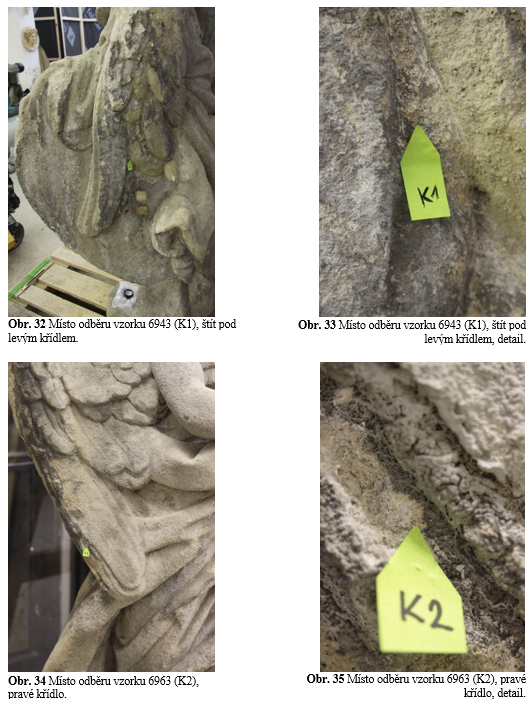 K1
Obr. 32 Místo odběru vzorku 6943 (K1), štít pod
levým křídlem.
Obr. 33 Místo odběru vzorku 6943 (K1), štít pod
levým křídlem, detail.
K2
Obr. 34 Místo odběru vzorku 6963 (K2),
pravé křídlo.
Obr. 35 Místo odběru vzorku 6963 (K2), pravé
křídlo, detail.